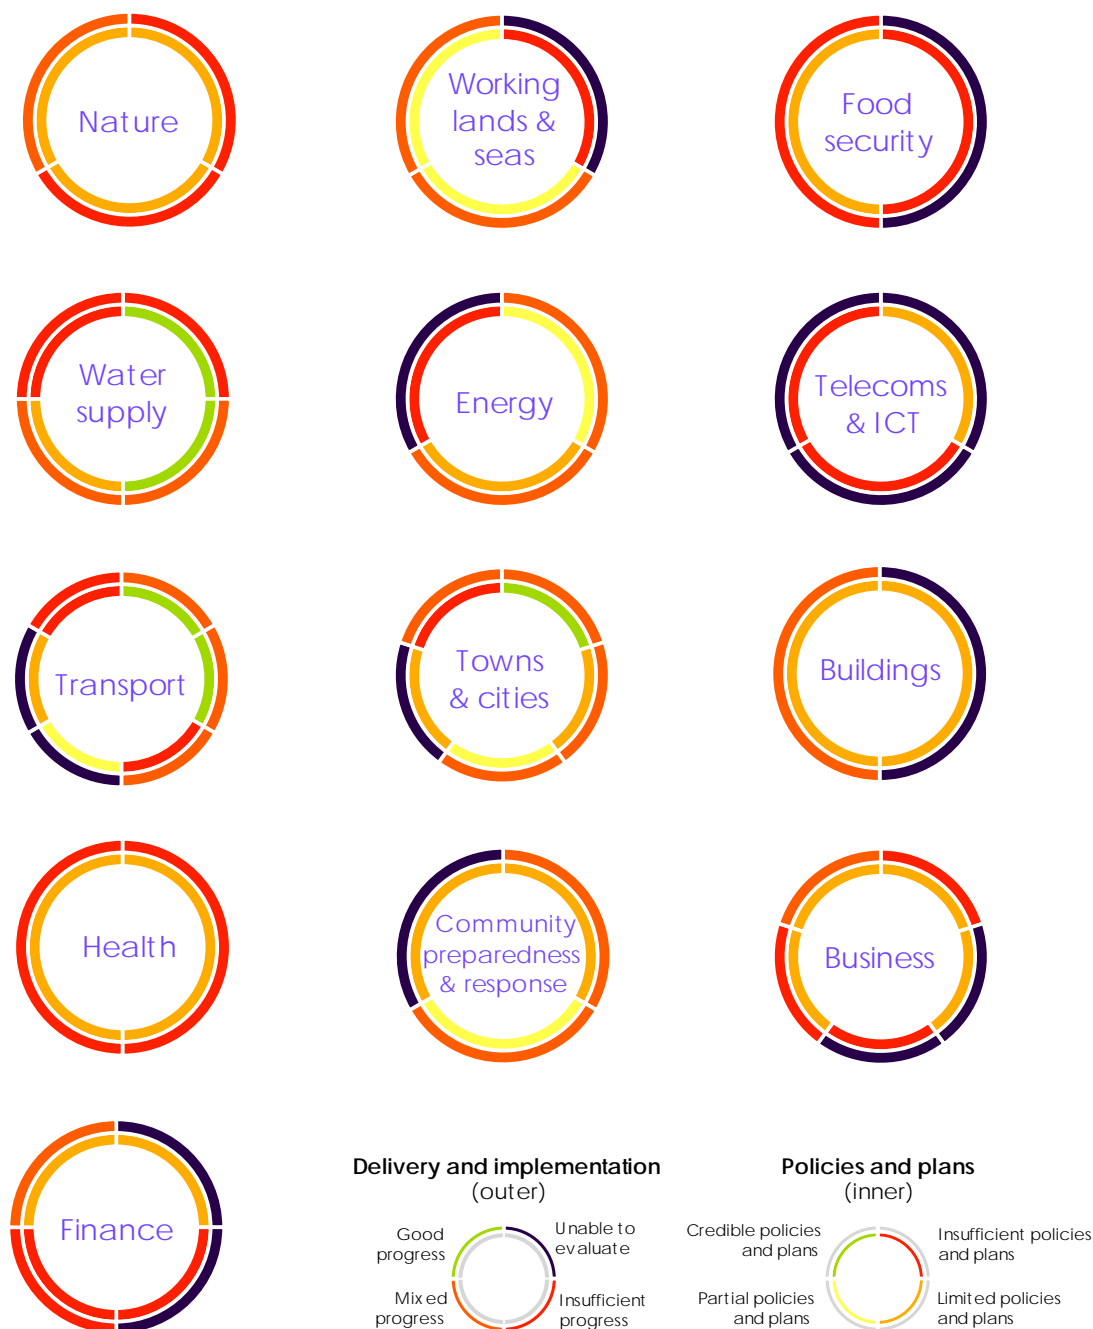 Nature
Working
lands &
seas
Food
security
Water
supply
Energy
Telecoms
& ICT
Transport
Towns
& cities
Buildings
Health
Community
preparedness
& response
Business
Finance
Delivery and implementation
(outer)
Good
progress
Unable to
evaluate
Mixed
progress
Insufficient
progress
Policies and plans
(inner)
Credible policies
and plans
Insufficient policies
and plans
Partial policies
and plans
Limited policies
and plans